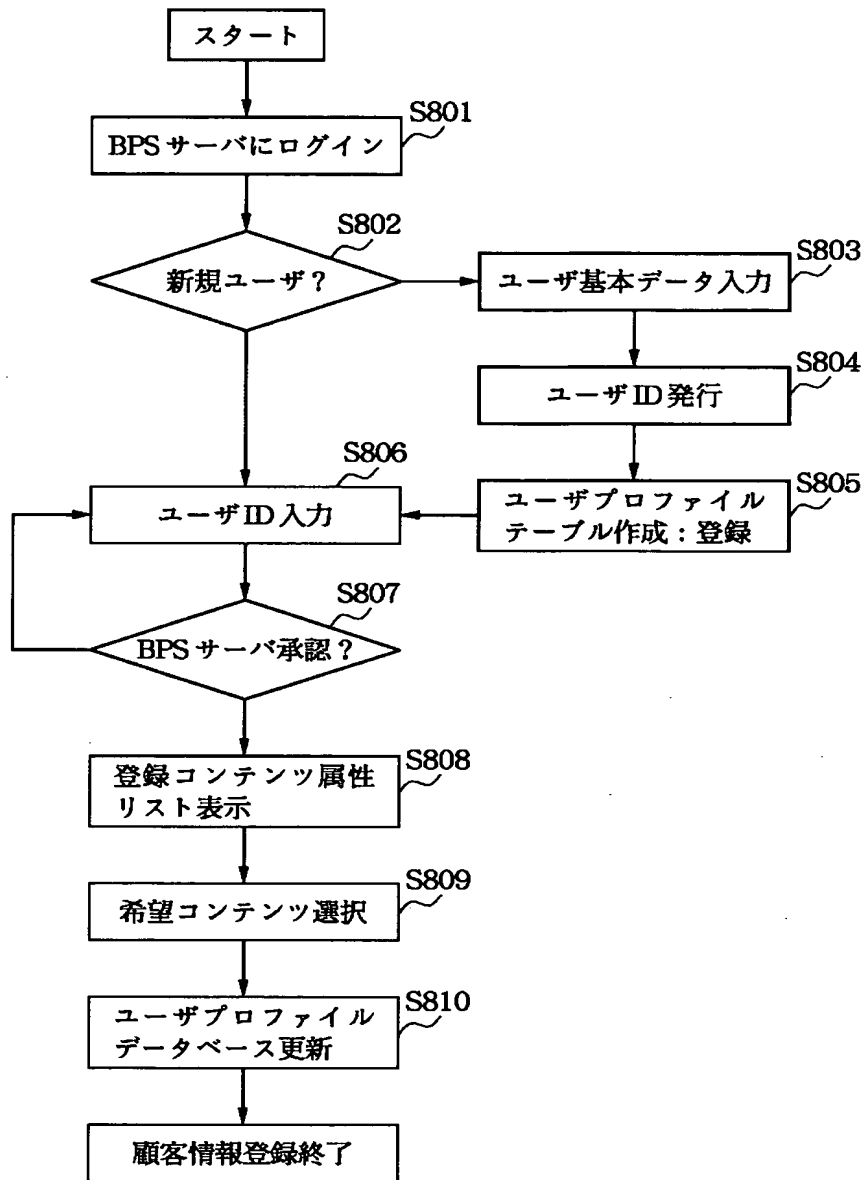 スタート
S801
BPSサーバにログイン
S802
新規ユーザ?
S803
ユーザ基本データ入力
S804
ユーザID発行
S805
ユーザプロファイル
テーブル作成:登録
S806
ユーザID入力
S807
BPSサーバ承認?
S808
登録コンテンツ属性
リスト表示
S809
希望コンテンツ選択
S810
ユーザプロファイル
データベース更新
顧客情報登録終了